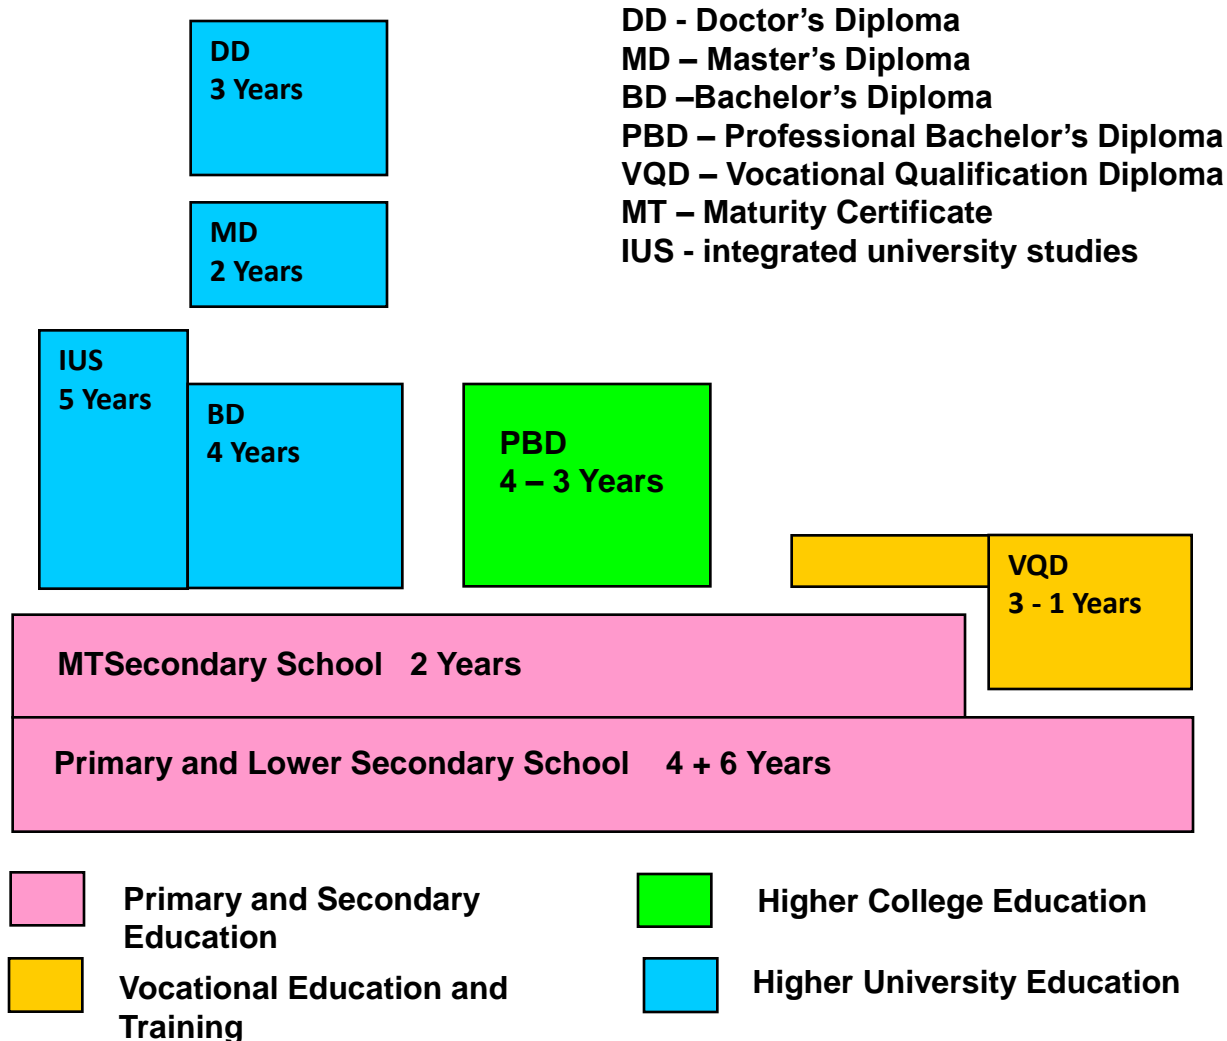 DD
3 Years
DD - Doctor's Diploma
MD – Master's Diploma
BD –Bachelor's Diploma
PBD – Professional Bachelor's Diploma
VQD – Vocational Qualification Diploma
MT – Maturity Certificate
IUS - integrated university studies
MD
2 Years
IUS
5 Years
BD
4 Years
PBD
4 – 3 Years
VQD
3 - 1 Years
MTSecondary School 2 Years
Primary and Lower Secondary School 4 + 6 Years
Primary and Secondary
Education
Higher College Education
Vocational Education and
Training
Higher University Education